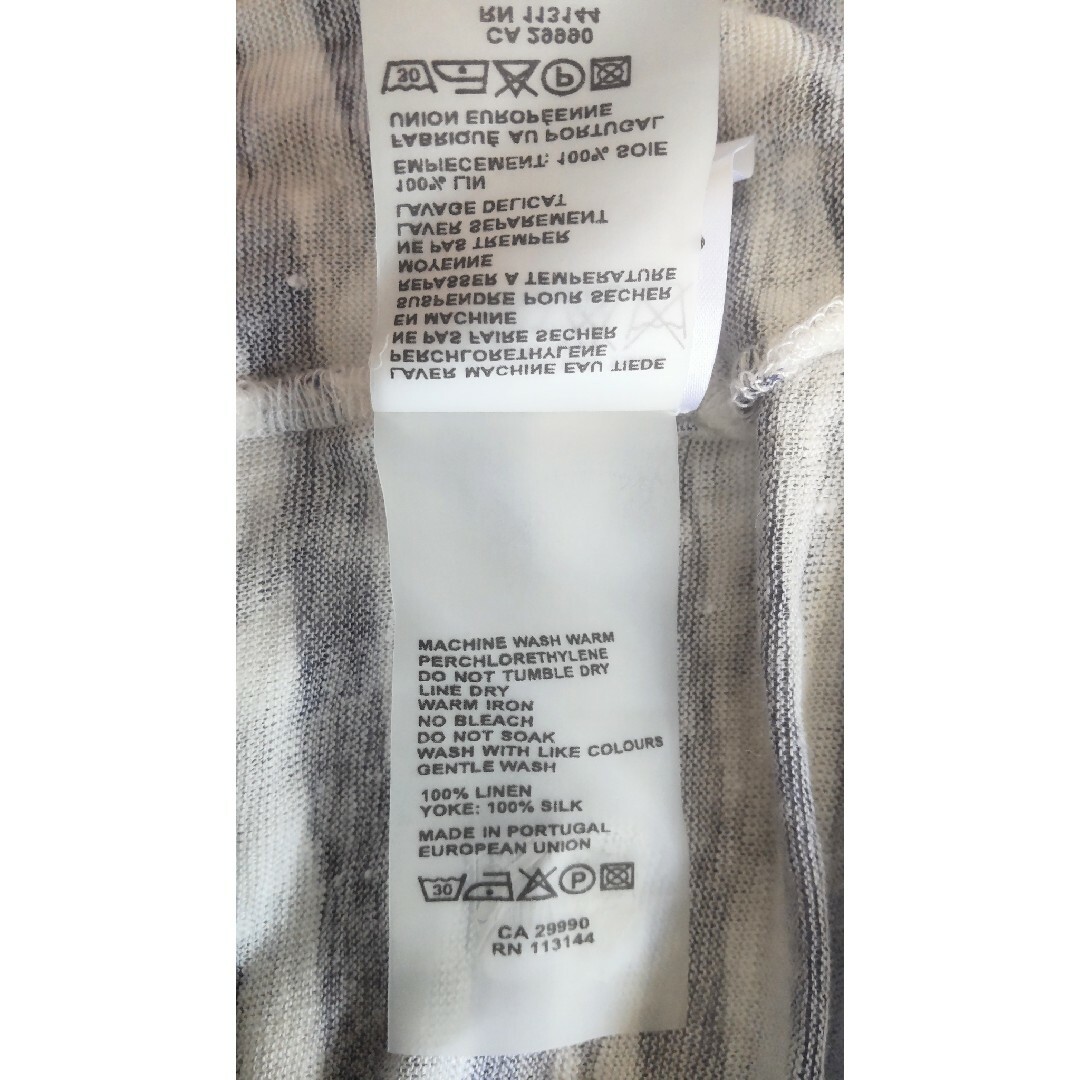 LAVER MACHINE EAU TIEDE
PERCHLORETHYLENE
NE PAS FAIRE SECHER
EN MACHINE
SUSPENDRE POUR SECHER
REPASSER A TEMPERATURE
MOYENNE
NE PAS TREMPER
LAVER SEPAREMENT
LAVAGE DELICAT
100% LIN
EMPIECEMENT: 100% SOIE
FABRIQUÉ AU PORTUGAL
UNION EUROPÉENNE
30 P
CA 29990
RN 113144
MACHINE WASH WARM
PERCHLORETHYLENE
DO NOT TUMBLE DRY
LINE DRY
WARM IRON
NO BLEACH
DO NOT SOAK
WASH WITH LIKE COLOURS
GENTLE WASH
100% LINEN
YOKE: 100% SILK
MADE IN PORTUGAL
EUROPEAN UNION
30 P
CA 29990
RN 113144